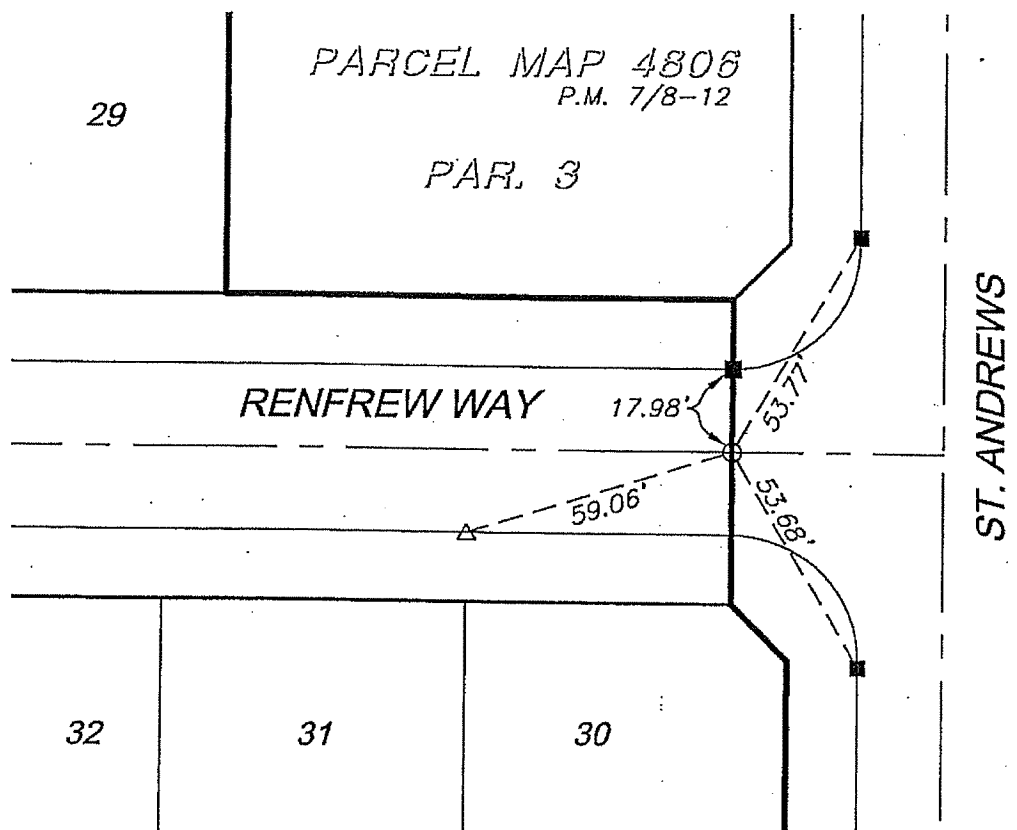 PARCEL MAP 4806
P.M. 7/8-12
29
PAR. 3
RENFREW WAY
17.98'
53.77'
59.06'
53.68'
ST. ANDREWS
32
31
30